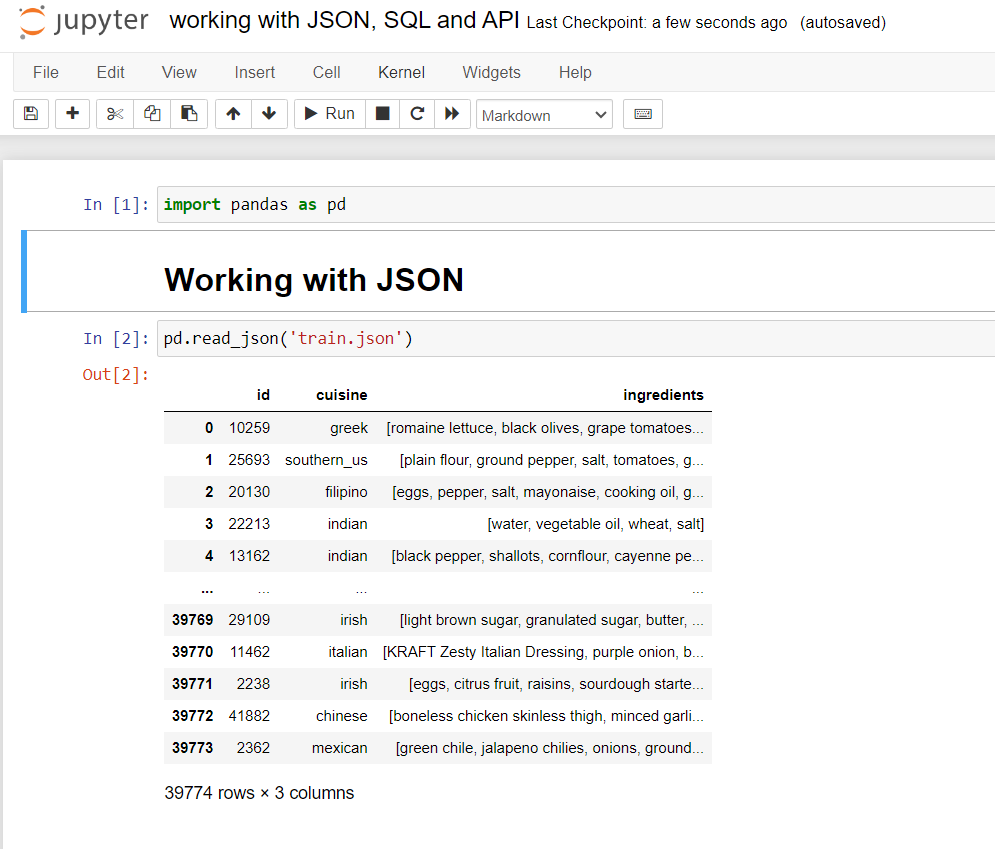 jupyter working with JSON, SQL and API Last Checkpoint: a few seconds ago (autosaved)
File Edit View Insert Cell Kernel Widgets Help
Run Markdown
In [1]: import pandas as pd
Working with JSON
In [2]: pd.read_json('train.json')
Out[2]:
id cuisine ingredients
0 10259 greek [romaine lettuce, black olives, grape tomatoes...
1 25693 southern_us [plain flour, ground pepper, salt, tomatoes, g...
2 20130 filipino [eggs, pepper, salt, mayonaise, cooking oil, g...
3 22213 indian [water, vegetable oil, wheat, salt]
4 13162 indian [black pepper, shallots, cornflour, cayenne pe...
... ... ... ...
39769 29109 irish [light brown sugar, granulated sugar, butter, ...
39770 11462 italian [KRAFT Zesty Italian Dressing, purple onion, b...
39771 2238 irish [eggs, citrus fruit, raisins, sourdough starte...
39772 41882 chinese [boneless chicken skinless thigh, minced garli...
39773 2362 mexican [green chile, jalapeno chilies, onions, ground...
39774 rows × 3 columns